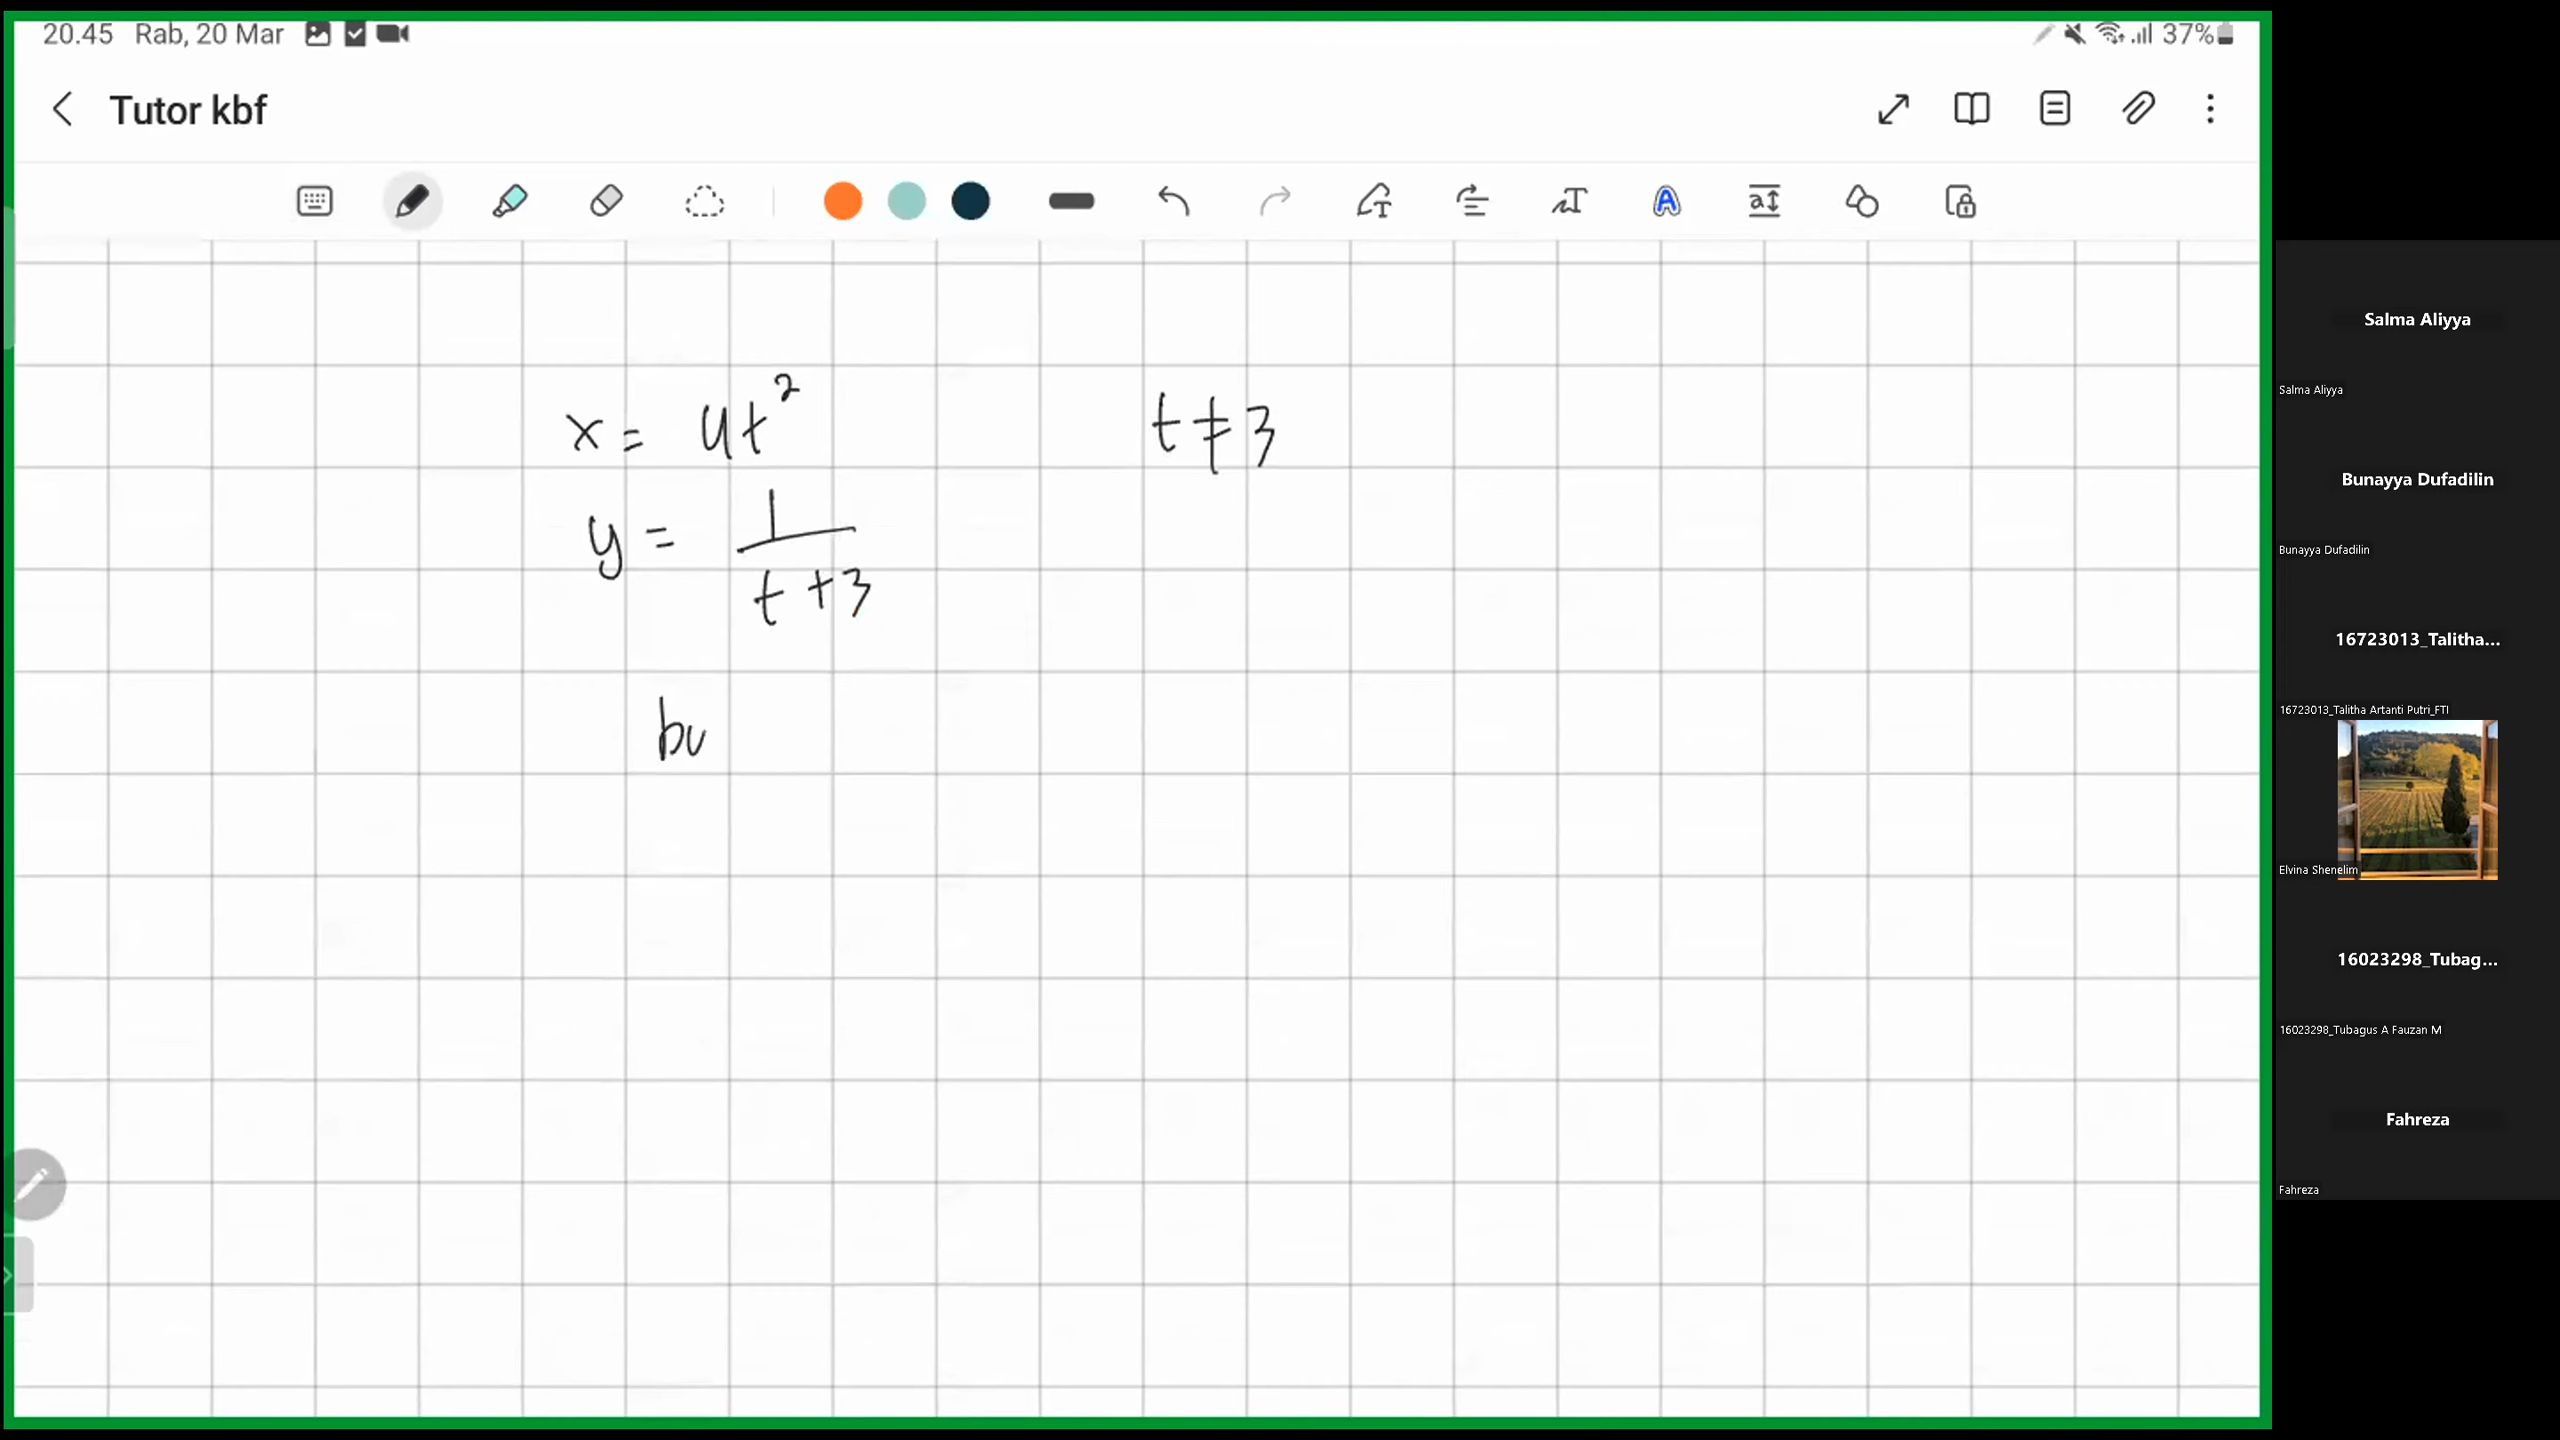 20.45 Rab, 20 Mar
37%
Tutor kbf
x = 4t²
t ≠ 3
y = 1/(t + 3)
bu
Salma Aliyya
Salma Aliyya
Bunayya Dufadilin
Bunayya Dufadilin
16723013_Talitha...
16723013_Talitha Artanti Putri_FTI
Elvina Shenelim
16023298_Tubag...
16023298_Tubagus A Fauzan M
Fahreza
Fahreza